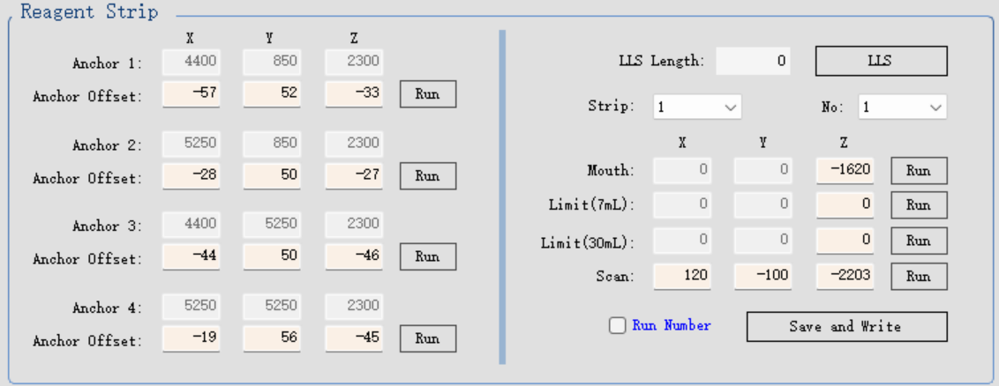 Reagent Strip
X Y Z
Anchor 1: 4400 850 2300
Anchor Offset: -57 52 -33 Run
Anchor 2: 5250 850 2300
Anchor Offset: -28 50 -27 Run
Anchor 3: 4400 5250 2300
Anchor Offset: -44 50 -46 Run
Anchor 4: 5250 5250 2300
Anchor Offset: -19 56 -45 Run
LLS Length: 0 LLS
Strip: 1 No: 1
X Y Z
Mouth: 0 0 -1620 Run
Limit(7mL): 0 0 0 Run
Limit(30mL): 0 0 0 Run
Scan: 120 -100 -2203 Run
Run Number Save and Write